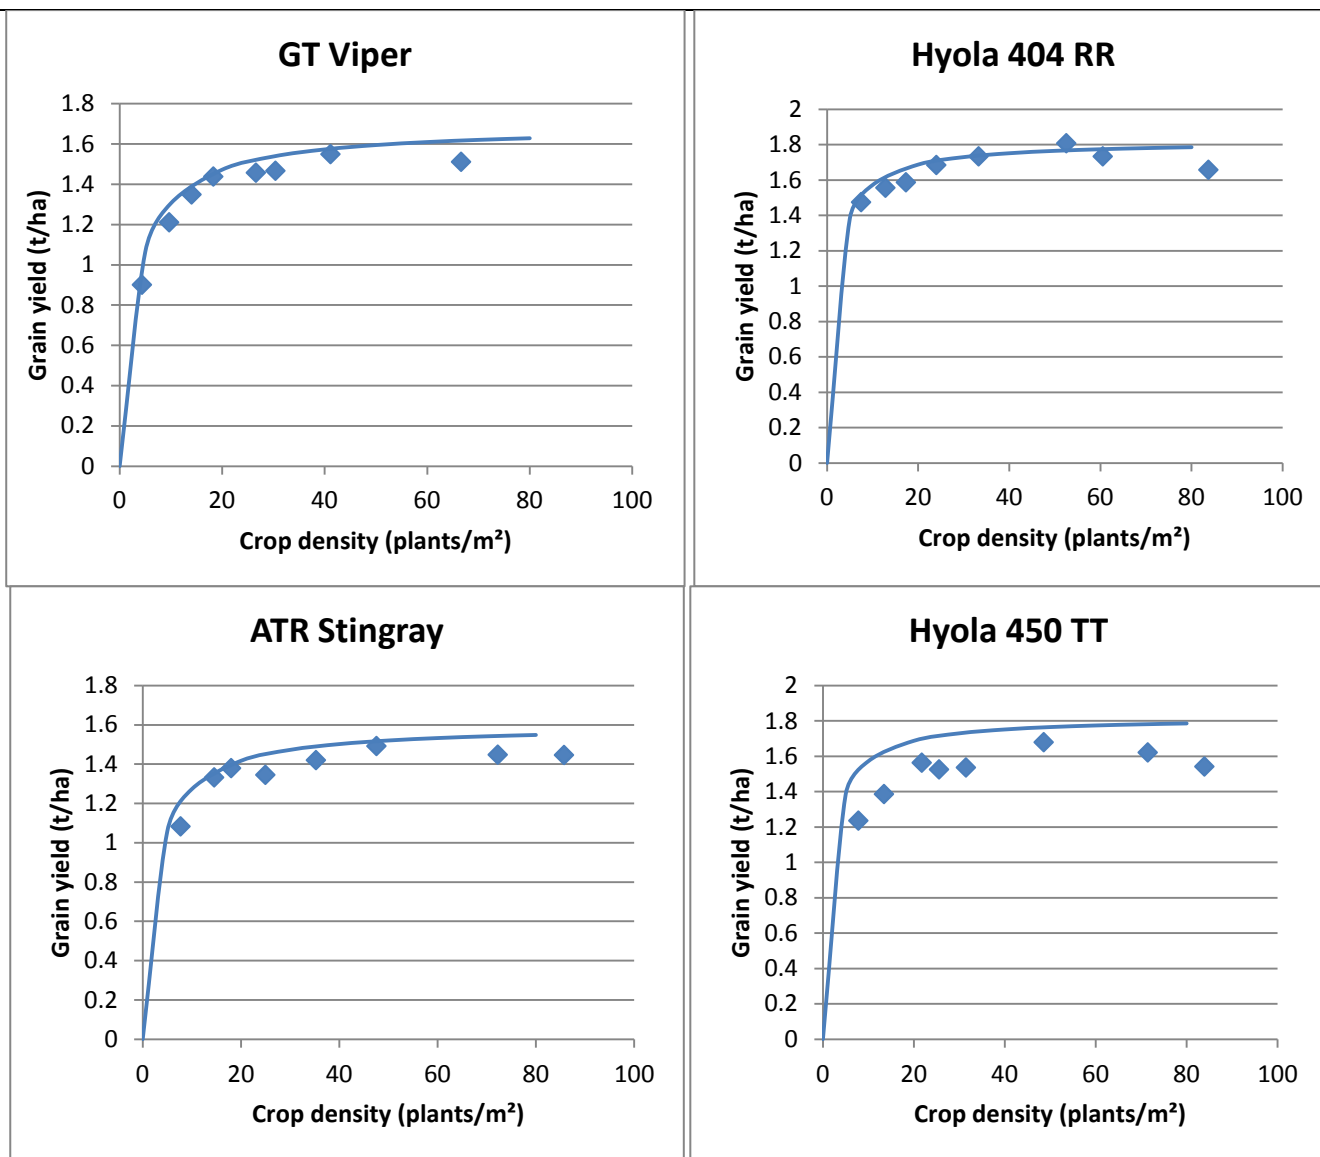 GT Viper
1.8
1.6
1.4
1.2
1
0.8
0.6
0.4
0.2
0
Grain yield (t/ha)
0 20 40 60 80 100
Crop density (plants/m²)
Hyola 404 RR
2
1.8
1.6
1.4
1.2
1
0.8
0.6
0.4
0.2
0
Grain yield (t/ha)
0 20 40 60 80 100
Crop density (plants/m²)
ATR Stingray
1.8
1.6
1.4
1.2
1
0.8
0.6
0.4
0.2
0
Grain yield (t/ha)
0 20 40 60 80 100
Crop density (plants/m²)
Hyola 450 TT
2
1.8
1.6
1.4
1.2
1
0.8
0.6
0.4
0.2
0
Grain yield (t/ha)
0 20 40 60 80 100
Crop density (plants/m²)